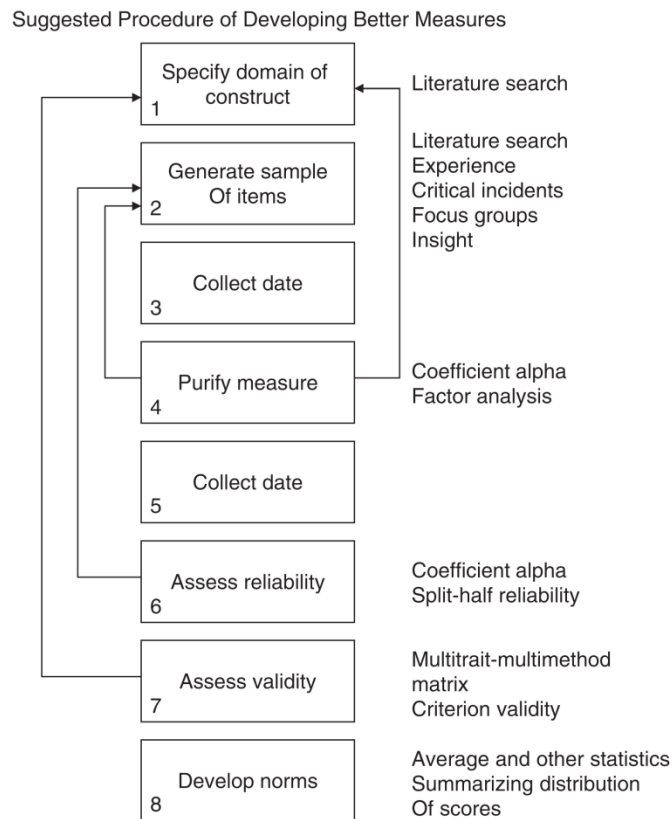 Suggested Procedure of Developing Better Measures
Specify domain of
construct
1
Literature search
Generate sample
Of items
2
Literature search
Experience
Critical incidents
Focus groups
Insight
Collect date
3
Purify measure
4
Coefficient alpha
Factor analysis
Collect date
5
Assess reliability
6
Coefficient alpha
Split-half reliability
Assess validity
7
Multitrait-multimethod
matrix
Criterion validity
Develop norms
8
Average and other statistics
Summarizing distribution
Of scores